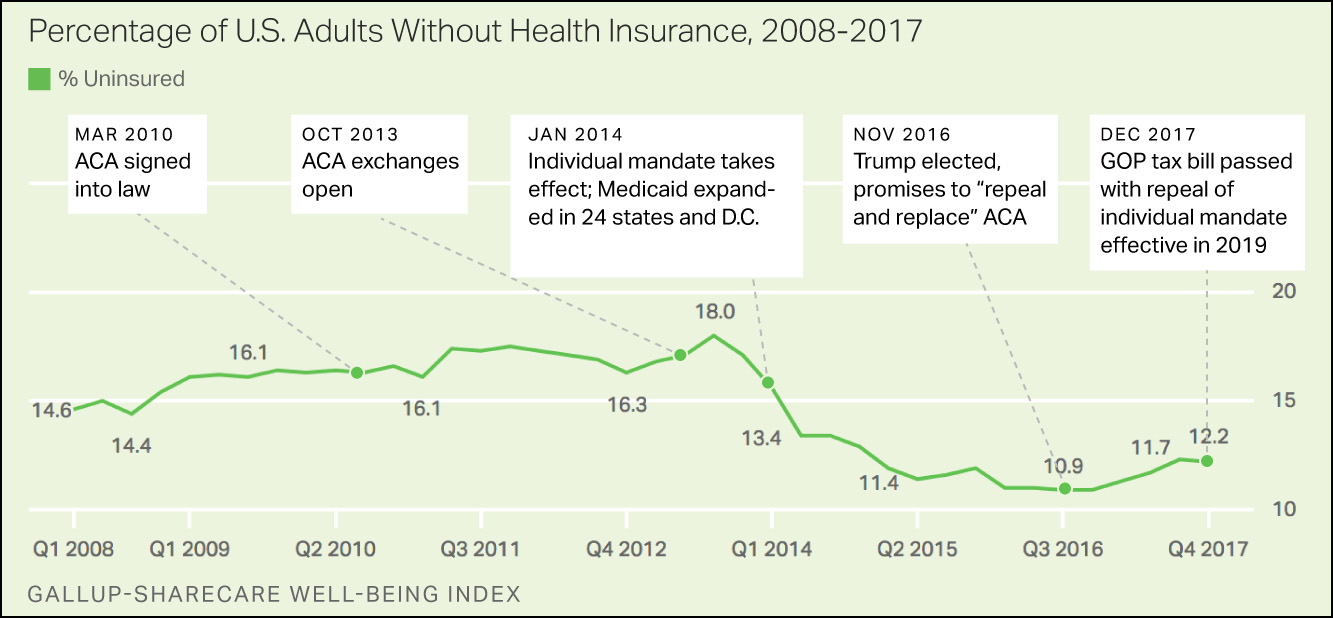 Percentage of U.S. Adults Without Health Insurance, 2008-2017
% Uninsured
MAR 2010
ACA signed
into law
OCT 2013
ACA exchanges
open
JAN 2014
Individual mandate takes
effect; Medicaid expand-
ed in 24 states and D.C.
NOV 2016
Trump elected,
promises to “repeal
and replace” ACA
DEC 2017
GOP tax bill passed
with repeal of
individual mandate
effective in 2019
20
18.0
16.1
14.6
16.1
16.3
15
14.4
13.4
11.4
10.9
11.7
12.2
10
Q1 2008
Q1 2009
Q2 2010
Q3 2011
Q4 2012
Q1 2014
Q2 2015
Q3 2016
Q4 2017
GALLUP-SHARECARE WELL-BEING INDEX